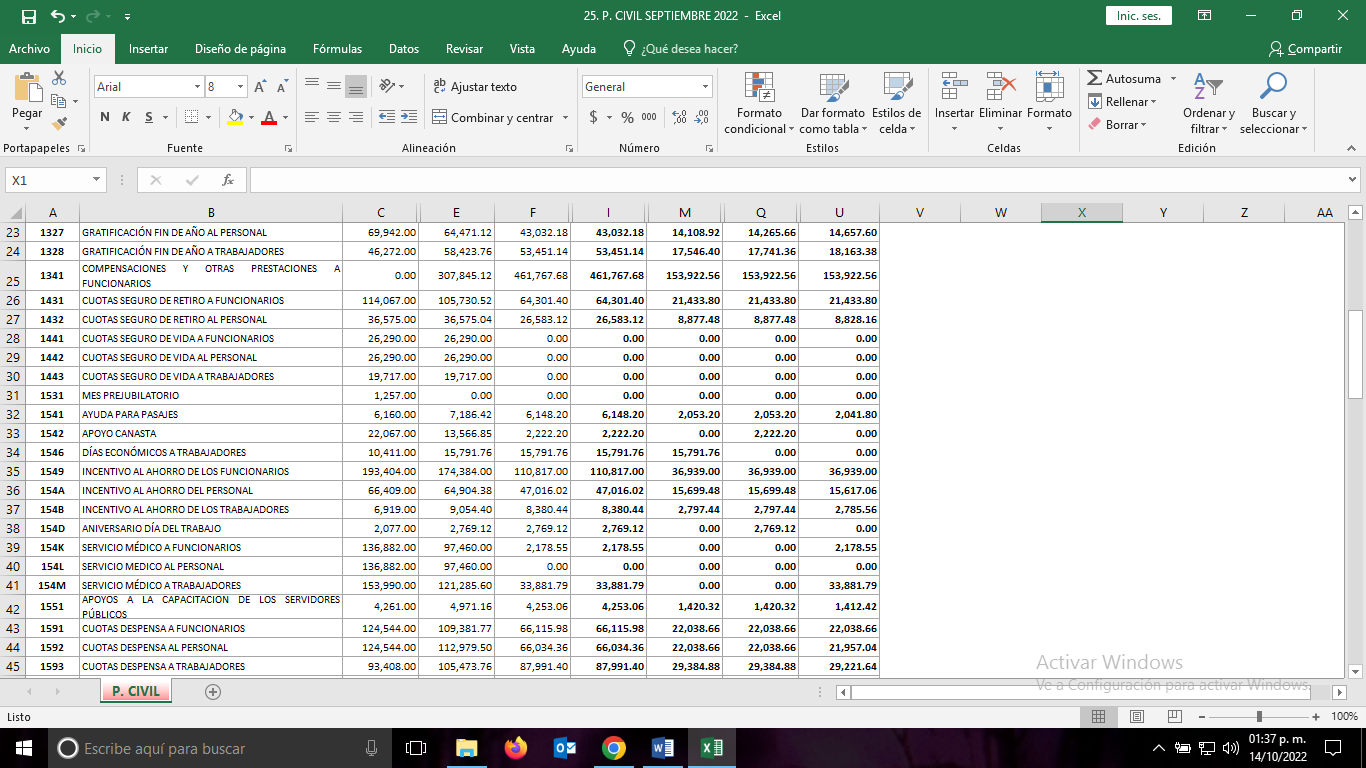 25. P. CIVIL SEPTIEMBRE 2022 - Excel
Inic. ses.
Archivo Inicio Insertar Diseño de página Fórmulas Datos Revisar Vista Ayuda ¿Qué desea hacer? Compartir
Pegar
Arial 8
N K S
Ajustar texto
Combinar y centrar
General
$ % 000
Formato condicional
Dar formato como tabla
Estilos de celda
Insertar Eliminar Formato
Autosuma
Rellenar
Borrar
Ordenar y filtrar
Buscar y seleccionar
Portapapeles Fuente Alineación Número Estilos Celdas Edición
X1 fx
A B C E F I M Q U V W X Y Z AA
23 1327 GRATIFICACIÓN FIN DE AÑO AL PERSONAL 69,942.00 64,471.12 43,032.18 43,032.18 14,108.92 14,265.66 14,657.60
24 1328 GRATIFICACIÓN FIN DE AÑO A TRABAJADORES 46,272.00 58,423.76 53,451.14 53,451.14 17,546.40 17,741.36 18,163.38
25 1341 COMPENSACIONES Y OTRAS PRESTACIONES A FUNCIONARIOS 0.00 307,845.12 461,767.68 461,767.68 153,922.56 153,922.56 153,922.56
26 1431 CUOTAS SEGURO DE RETIRO A FUNCIONARIOS 114,067.00 105,730.52 64,301.40 64,301.40 21,433.80 21,433.80 21,433.80
27 1432 CUOTAS SEGURO DE RETIRO AL PERSONAL 36,575.00 36,575.04 26,583.12 26,583.12 8,877.48 8,877.48 8,828.16
28 1441 CUOTAS SEGURO DE VIDA A FUNCIONARIOS 26,290.00 26,290.00 0.00 0.00 0.00 0.00 0.00
29 1442 CUOTAS SEGURO DE VIDA AL PERSONAL 26,290.00 26,290.00 0.00 0.00 0.00 0.00 0.00
30 1443 CUOTAS SEGURO DE VIDA A TRABAJADORES 19,717.00 19,717.00 0.00 0.00 0.00 0.00 0.00
31 1531 MES PREJUBILATORIO 1,257.00 0.00 0.00 0.00 0.00 0.00 0.00
32 1541 AYUDA PARA PASAJES 6,160.00 7,186.42 6,148.20 6,148.20 2,053.20 2,053.20 2,041.80
33 1542 APOYO CANASTA 22,067.00 13,566.85 2,222.20 2,222.20 0.00 2,222.20 0.00
34 1546 DÍAS ECONÓMICOS A TRABAJADORES 10,411.00 15,791.76 15,791.76 15,791.76 15,791.76 0.00 0.00
35 1549 INCENTIVO AL AHORRO DE LOS FUNCIONARIOS 193,404.00 174,384.00 110,817.00 110,817.00 36,939.00 36,939.00 36,939.00
36 154A INCENTIVO AL AHORRO DEL PERSONAL 66,409.00 64,904.38 47,016.02 47,016.02 15,699.48 15,699.48 15,617.06
37 154B INCENTIVO AL AHORRO DE LOS TRABAJADORES 6,919.00 9,054.40 8,380.44 8,380.44 2,797.44 2,797.44 2,785.56
38 154D ANIVERSARIO DÍA DEL TRABAJO 2,077.00 2,769.12 2,769.12 2,769.12 0.00 2,769.12 0.00
39 154K SERVICIO MÉDICO A FUNCIONARIOS 136,882.00 97,460.00 2,178.55 2,178.55 0.00 0.00 2,178.55
40 154L SERVICIO MEDICO AL PERSONAL 136,882.00 97,460.00 0.00 0.00 0.00 0.00 0.00
41 154M SERVICIO MÉDICO A TRABAJADORES 153,990.00 121,285.60 33,881.79 33,881.79 0.00 0.00 33,881.79
42 1551 APOYOS A LA CAPACITACION DE LOS SERVIDORES PÚBLICOS 4,261.00 4,971.16 4,253.06 4,253.06 1,420.32 1,420.32 1,412.42
43 1591 CUOTAS DESPENSA A FUNCIONARIOS 124,544.00 109,381.77 66,115.98 66,115.98 22,038.66 22,038.66 22,038.66
44 1592 CUOTAS DESPENSA AL PERSONAL 124,544.00 112,979.50 66,034.36 66,034.36 22,038.66 22,038.66 21,957.04
45 1593 CUOTAS DESPENSA A TRABAJADORES 93,408.00 105,473.76 87,991.40 87,991.40 29,384.88 29,384.88 29,221.64
Activar Windows
Ve a Configuración para activar Windows.
P. CIVIL
Listo
100%
Escribe aquí para buscar
01:37 p. m.
14/10/2022